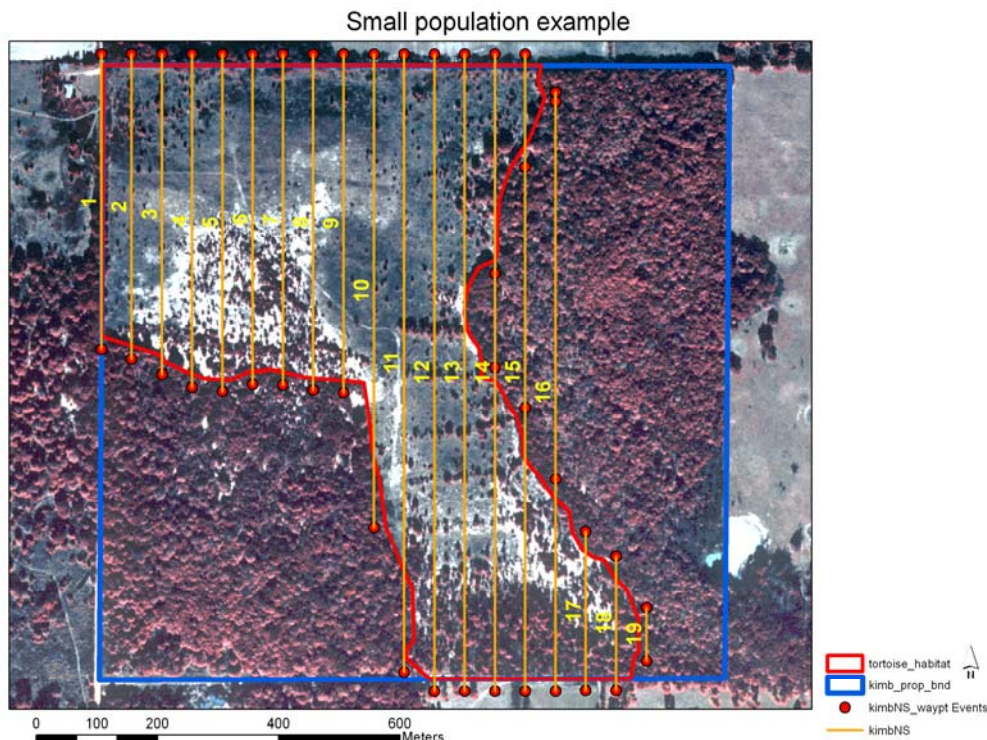 Small population example
1
2
3
4
5
6
7
8
9
10
11
12
13
14
15
16
17
18
19
tortoise_habitat
kimb_prop_bnd
kimbNS_waypt Events
kimbNS
N
0 100 200 400 600
Meters